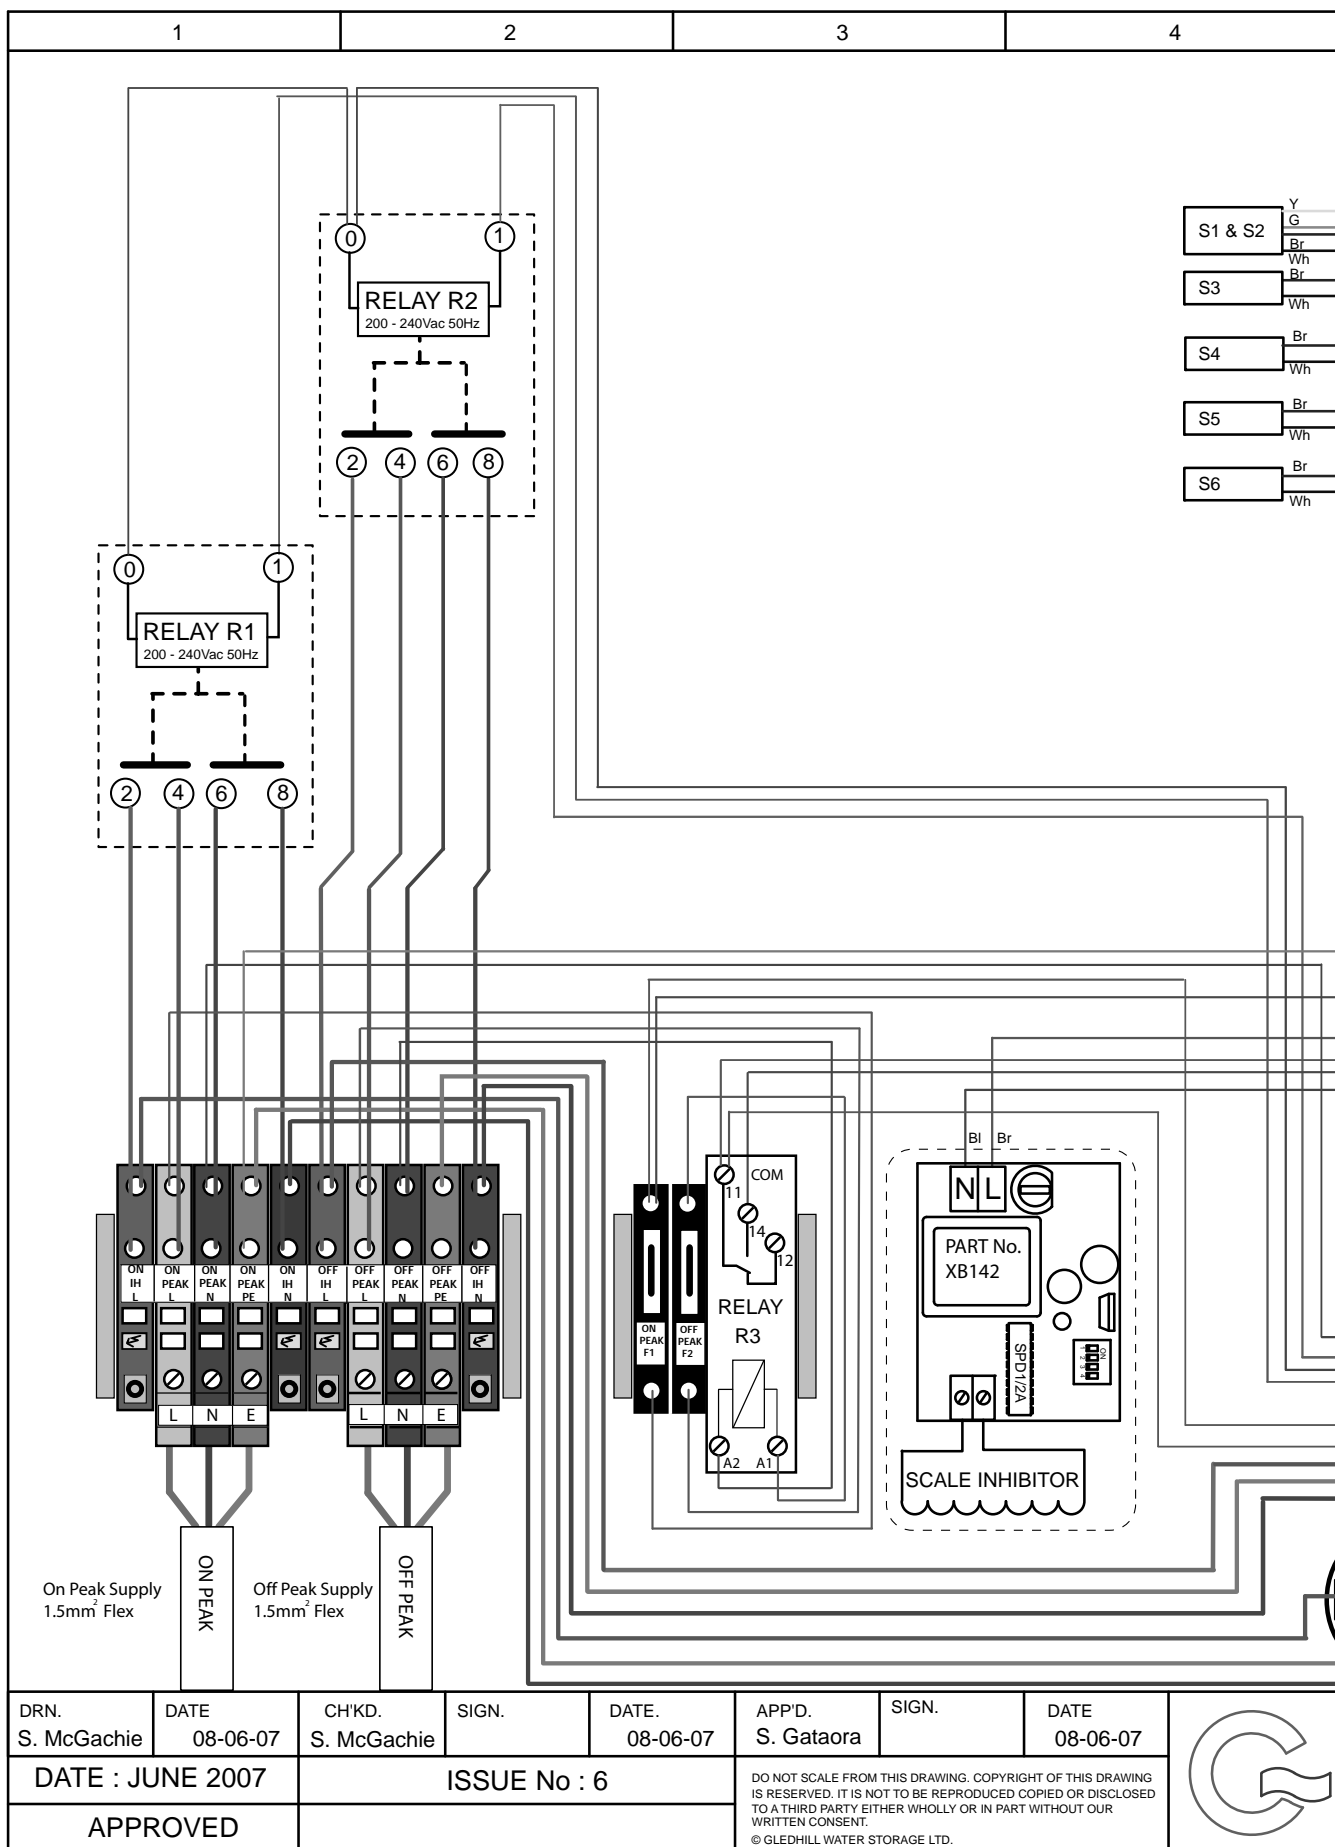 1 2 3 4
Y
G
Br
Wh
S1 & S2
Br
Wh
S3
Br
Wh
S4
Br
Wh
S5
Br
Wh
S6
0 1
RELAY R2
200 - 240Vac 50Hz
2 4 6 8
0 1
RELAY R1
200 - 240Vac 50Hz
2 4 6 8
Bl Br
N L
PART No.
XB142
ON
1 2 3 4
SPD1/2A
SCALE INHIBITOR
COM
11
14
12
RELAY
R3
A2 A1
ON
PEAK
F1
OFF
PEAK
F2
ON
IH
L
ON
PEAK
L
ON
PEAK
N
ON
PEAK
PE
ON
IH
N
OFF
IH
L
OFF
PEAK
L
OFF
PEAK
N
OFF
PEAK
PE
OFF
IH
N
L N E
L N E
On Peak Supply
1.5mm² Flex
ON PEAK
Off Peak Supply
1.5mm² Flex
OFF PEAK
DRN.
S. McGachie
DATE
08-06-07
CH'KD.
S. McGachie
SIGN.
DATE.
08-06-07
APP'D.
S. Gataora
SIGN.
DATE
08-06-07
DATE : JUNE 2007
ISSUE No : 6
APPROVED
DO NOT SCALE FROM THIS DRAWING. COPYRIGHT OF THIS DRAWING
IS RESERVED. IT IS NOT TO BE REPRODUCED COPIED OR DISCLOSED
TO A THIRD PARTY EITHER WHOLLY OR IN PART WITHOUT OUR
WRITTEN CONSENT.
© GLEDHILL WATER STORAGE LTD.